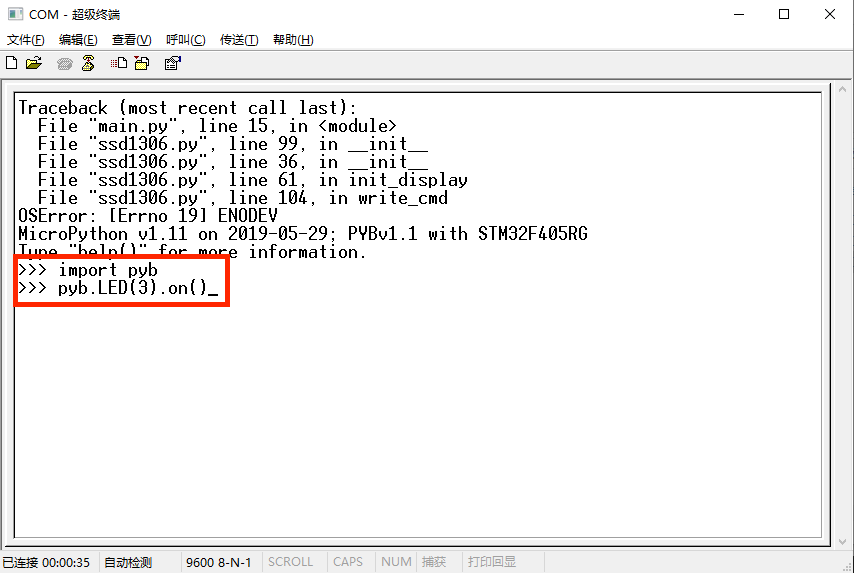 COM - 超级终端
文件(F) 编辑(E) 查看(V) 呼叫(C) 传送(T) 帮助(H)
Traceback (most recent call last):
File "main.py", line 15, in <module>
File "ssd1306.py", line 99, in __init__
File "ssd1306.py", line 36, in __init__
File "ssd1306.py", line 61, in init_display
File "ssd1306.py", line 104, in write_cmd
OSError: [Errno 19] ENODEV
MicroPython v1.11 on 2019-05-29; PYBv1.1 with STM32F405RG
Type "help()" for more information.
>>> import pyb
>>> pyb.LED(3).on()_
已连接 00:00:35 自动检测 9600 8-N-1 SCROLL CAPS NUM 捕获 打印回显